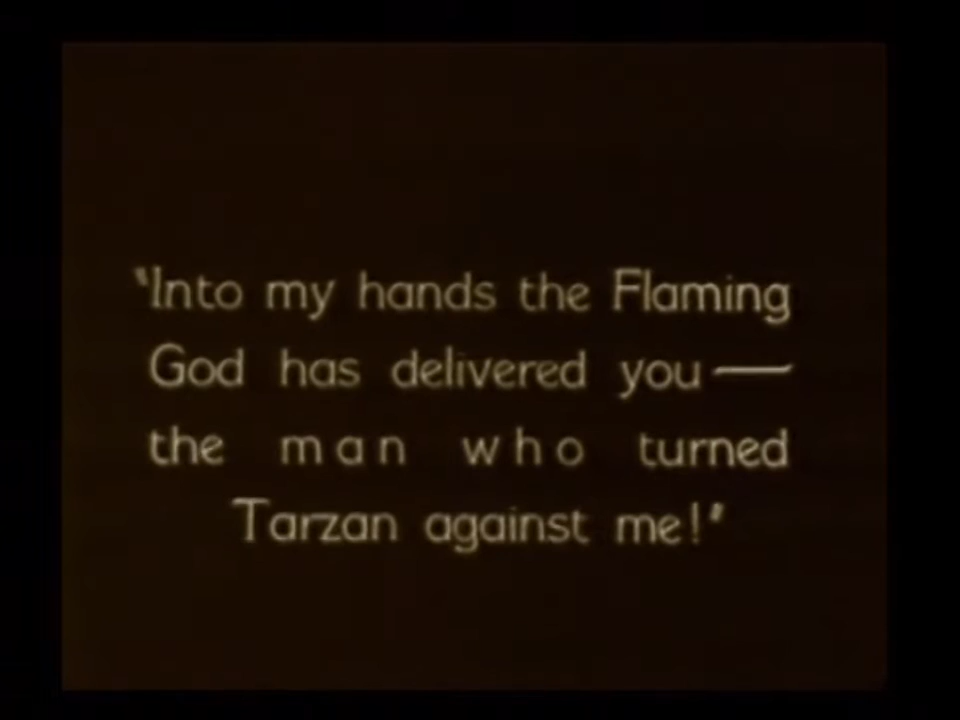 "Into my hands the Flaming
God has delivered you—
the man who turned
Tarzan against me!"